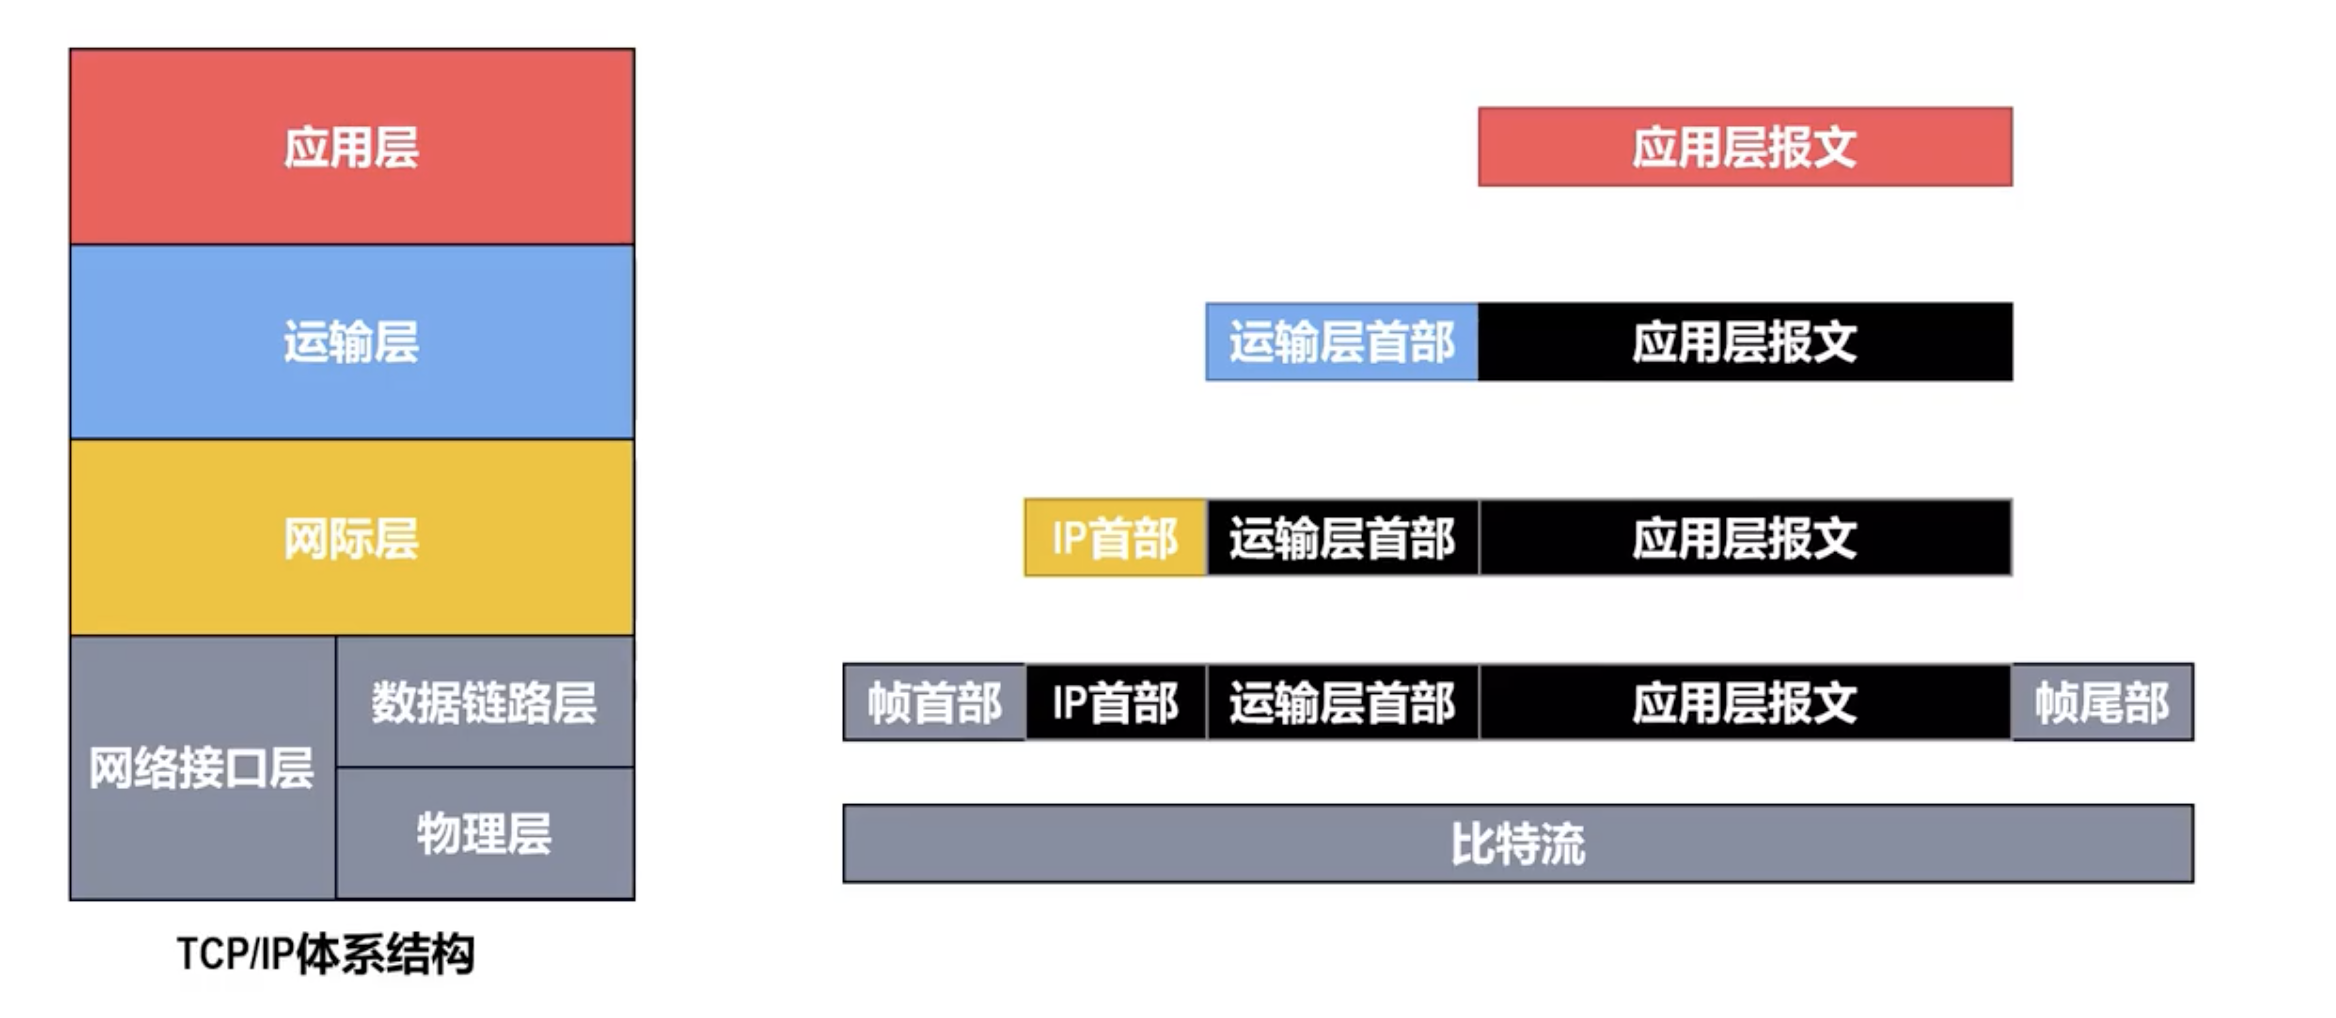 应用层
应用层报文
运输层
运输层首部 应用层报文
网际层
IP首部 运输层首部 应用层报文
数据链路层
帧首部 IP首部 运输层首部 应用层报文 帧尾部
网络接口层
物理层
比特流
TCP/IP体系结构